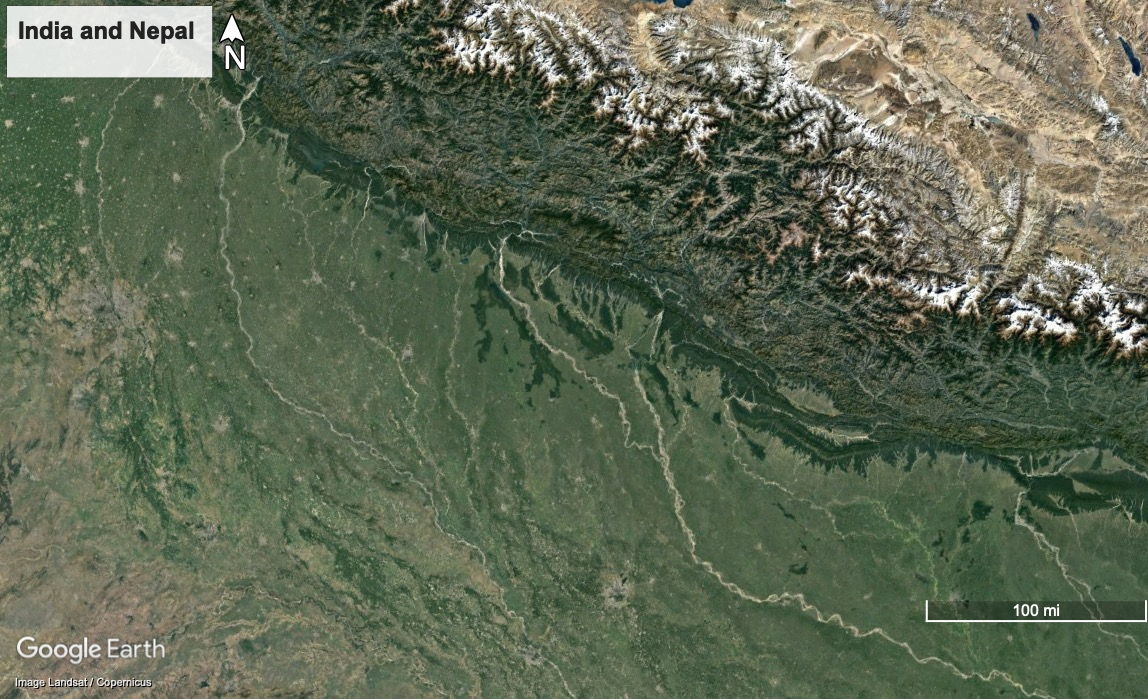 India and Nepal
N
100 mi
Google Earth
Image Landsat / Copernicus